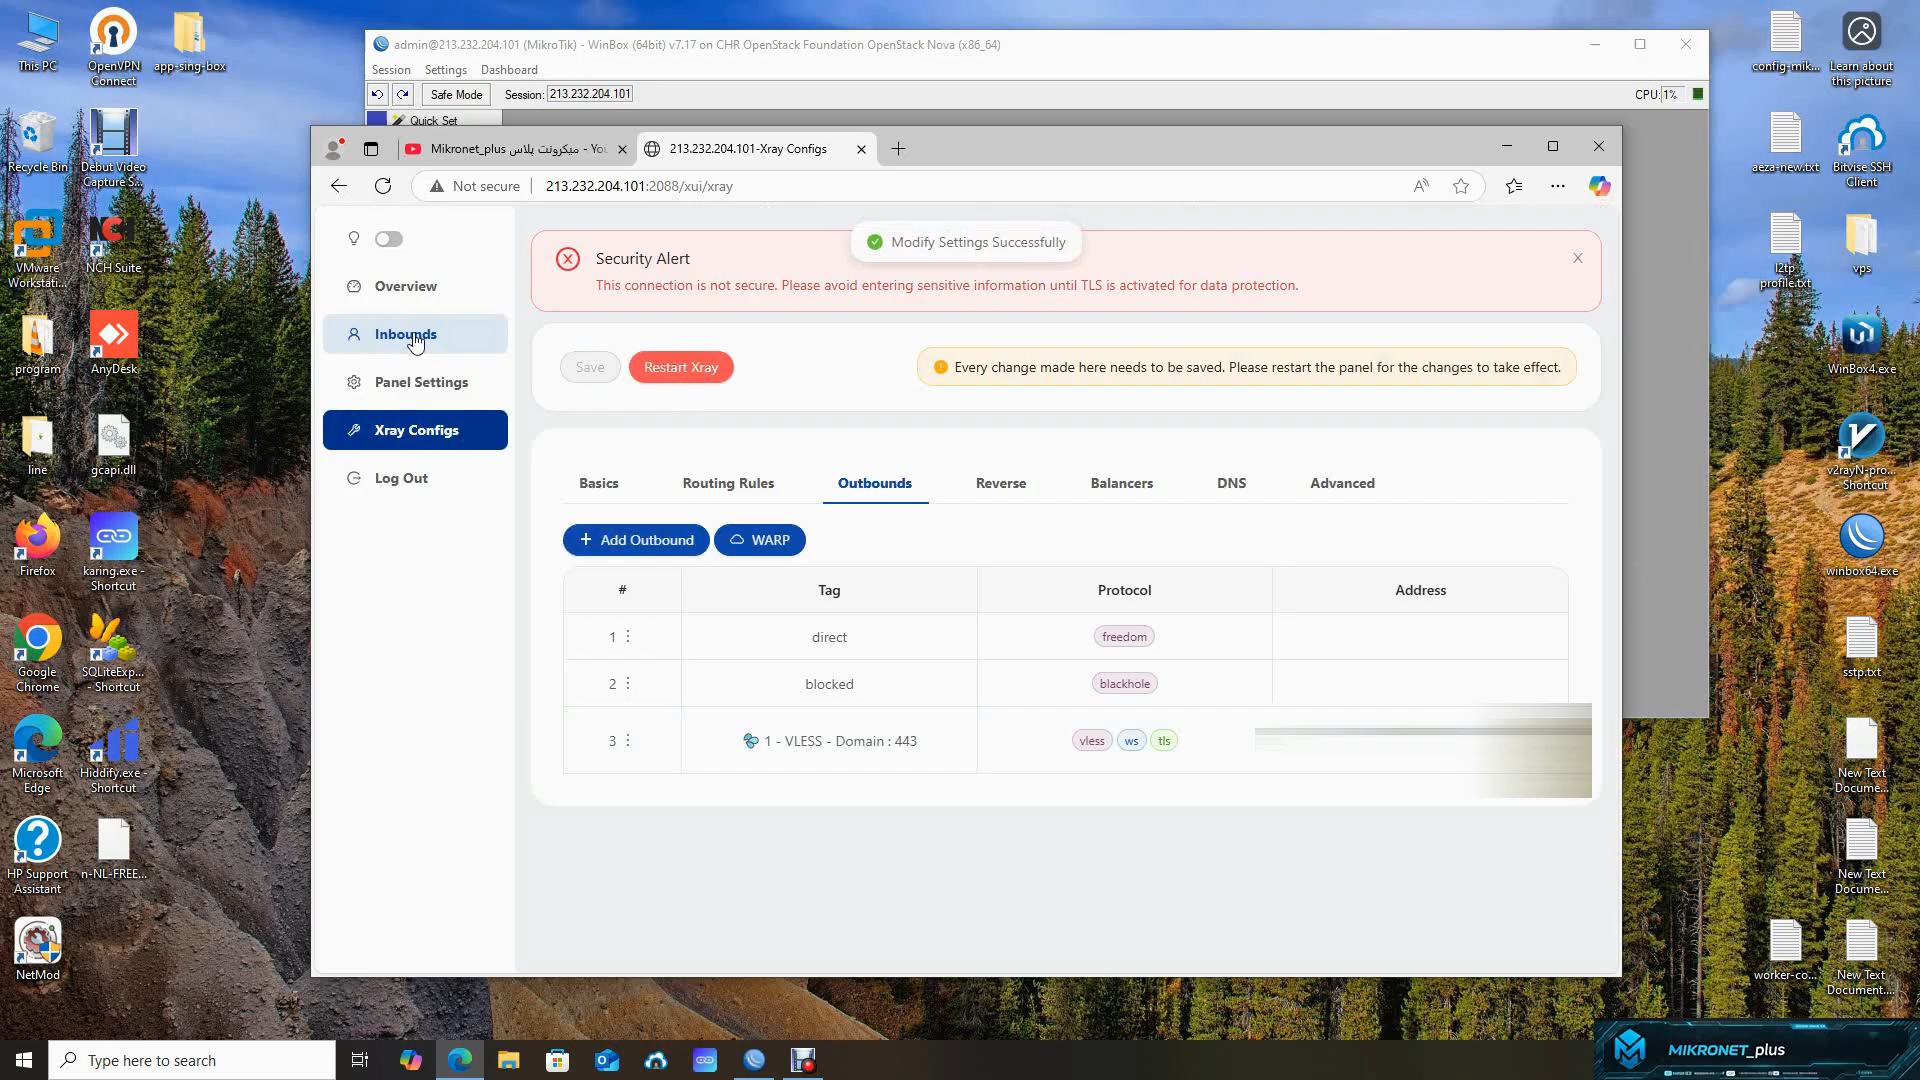 This PC
OpenVPN
Connect
app-sing-box
Recycle Bin
Debut Video
Capture S...
VMware
Workstati...
NCH Suite
program
AnyDesk
line
gcapi.dll
Firefox
karing.exe -
Shortcut
Google
Chrome
SQLiteExp...
- Shortcut
Microsoft
Edge
Hiddify.exe -
Shortcut
HP Support
Assistant
n-NL-FREE...
NetMod
admin@213.232.204.101 (MikroTik) - WinBox (64bit) v7.17 on CHR OpenStack Foundation OpenStack Nova (x86_64)
Session Settings Dashboard
Safe Mode Session: 213.232.204.101 CPU: 1%
Quick Set
Mikronet_plus میکرونت پلاس - You
213.232.204.101-Xray Configs
Not secure 213.232.204.101:2088/xui/xray
Overview
Inbounds
Panel Settings
Xray Configs
Log Out
Modify Settings Successfully
Security Alert
This connection is not secure. Please avoid entering sensitive information until TLS is activated for data protection.
Save Restart Xray Every change made here needs to be saved. Please restart the panel for the changes to take effect.
Basics Routing Rules Outbounds Reverse Balancers DNS Advanced
+ Add Outbound WARP
# Tag Protocol Address
1 direct freedom
2 blocked blackhole
3 1 - VLESS - Domain : 443 vless ws tls
config-mik...
Learn about
this picture
aeza-new.txt
Bitvise SSH
Client
l2tp
profile.txt
vps
WinBox4.exe
v2rayN-pro...
- Shortcut
winbox64.exe
sstp.txt
New Text
Docume...
New Text
Docume...
worker-co...
New Text
Document....
Type here to search
MIKRONET_plus